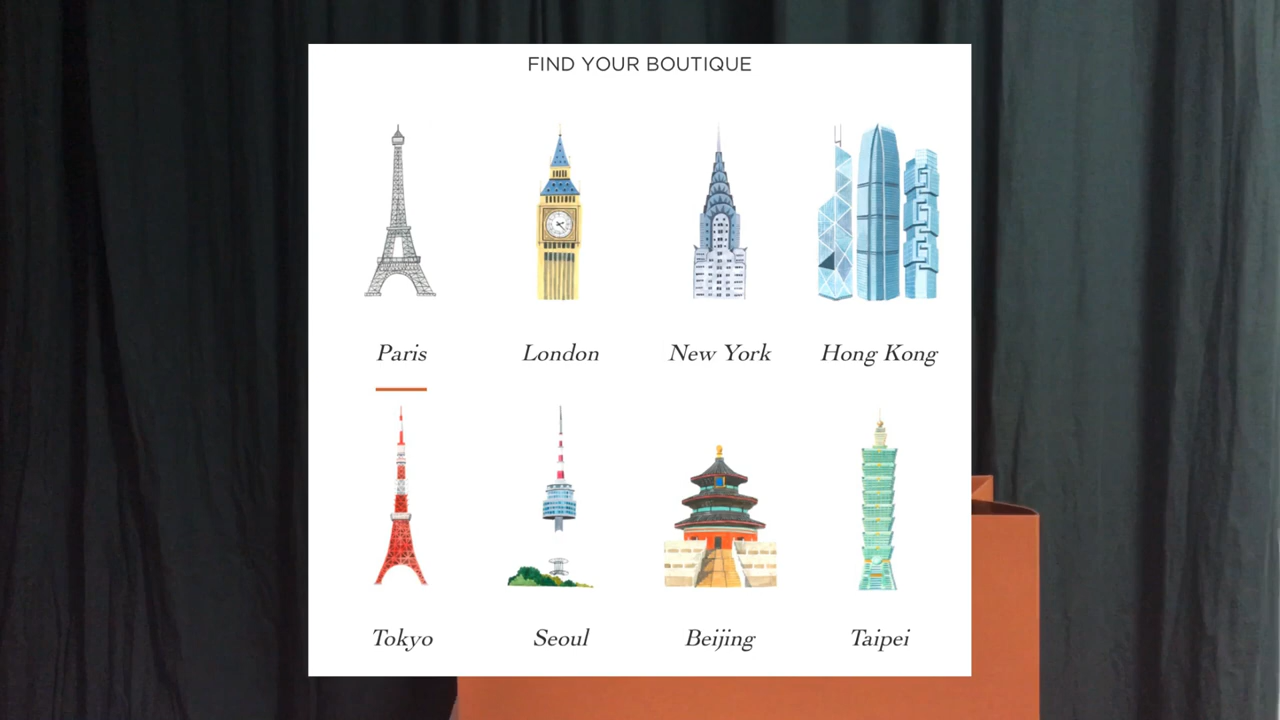 FIND YOUR BOUTIQUE
Paris
London
New York
Hong Kong
Tokyo
Seoul
Beijing
Taipei